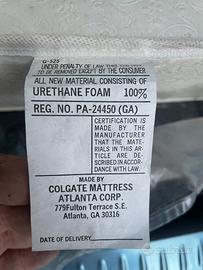 G-525
UNDER PENALTY OF LAW THIS TAG NOT
TO BE REMOVED EXCEPT BY THE CONSUMER
ALL NEW MATERIAL CONSISTING OF
URETHANE FOAM 100%
REG. NO. PA-24450 (GA)
CERTIFICATION IS
MADE BY THE
MANUFACTURER
THAT THE MATE-
RIALS IN THIS
ARTICLE ARE DE-
SCRIBED IN ACCOR-
DANCE WITH LAW.
MADE BY
COLGATE MATTRESS
ATLANTA CORP.
779Fulton Terrace S.E.
Atlanta, GA 30316
DATE OF DELIVERY